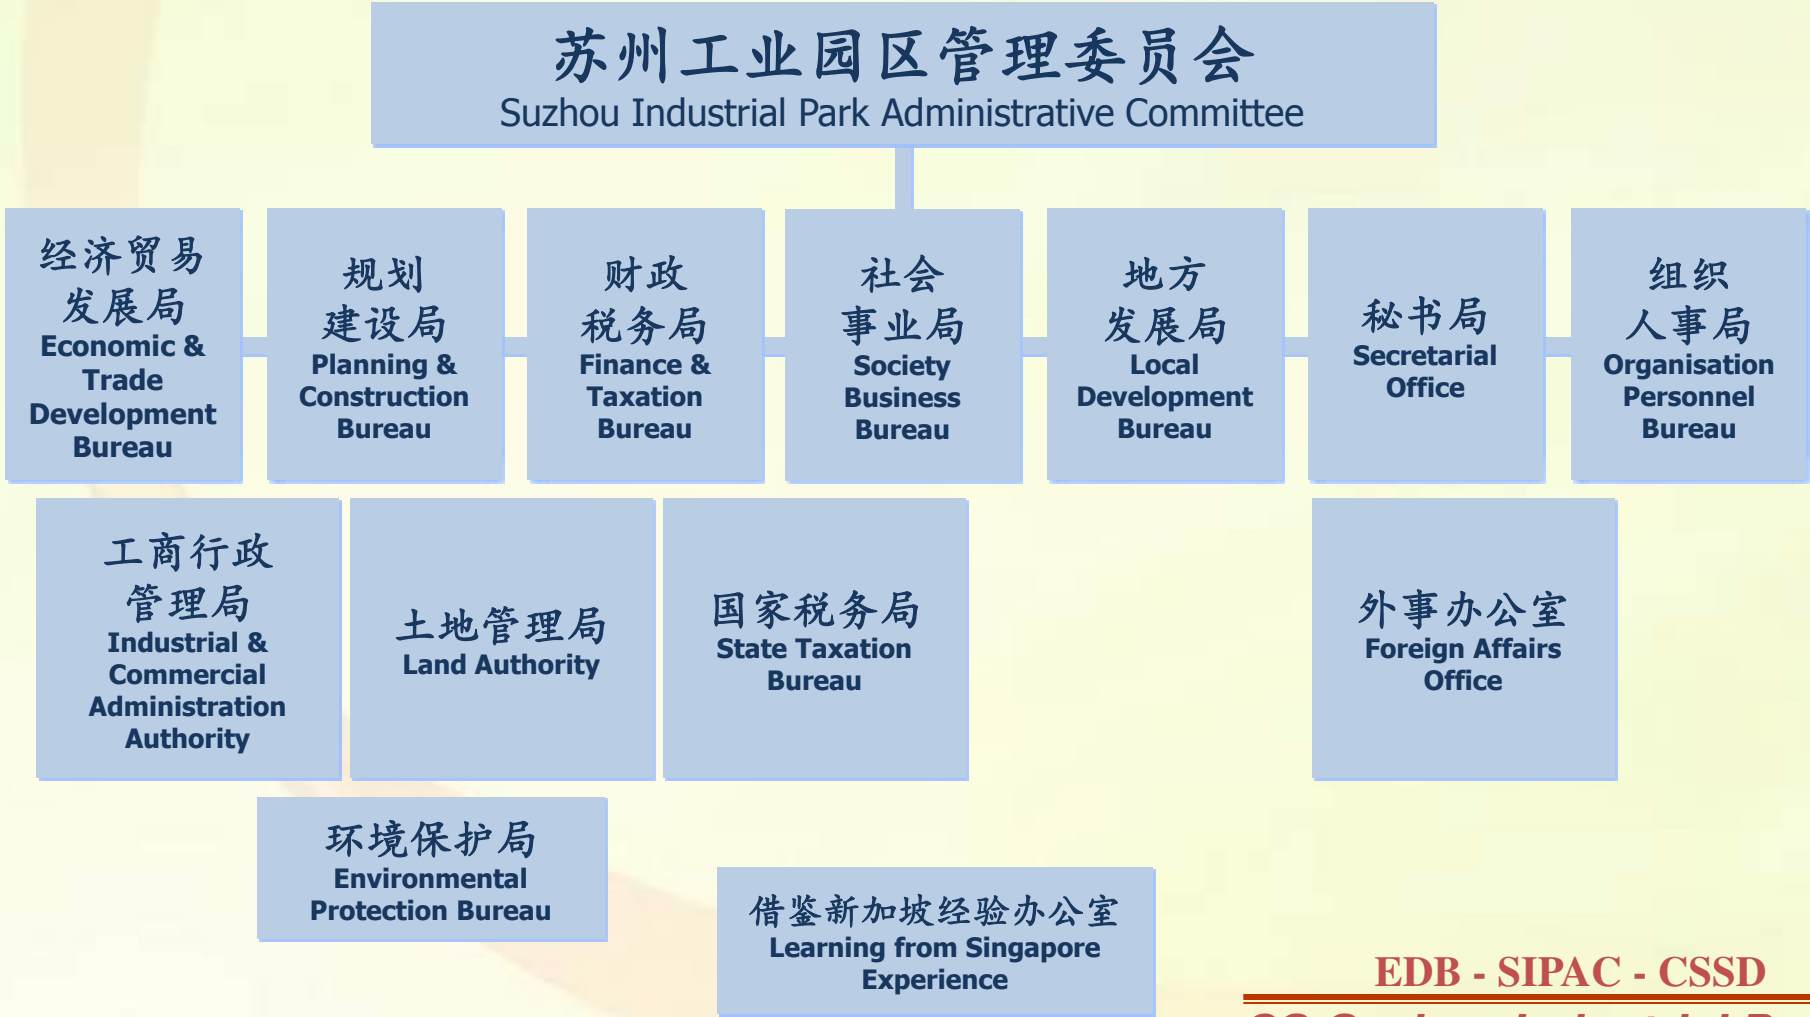 苏州工业园区管理委员会
Suzhou Industrial Park Administrative Committee
经济贸易
发展局
Economic &
Trade
Development
Bureau
规划
建设局
Planning &
Construction
Bureau
财政
税务局
Finance &
Taxation
Bureau
社会
事业局
Society
Business
Bureau
地方
发展局
Local
Development
Bureau
秘书局
Secretarial
Office
组织
人事局
Organisation
Personnel
Bureau
工商行政
管理局
Industrial &
Commercial
Administration
Authority
土地管理局
Land Authority
国家税务局
State Taxation
Bureau
外事办公室
Foreign Affairs
Office
环境保护局
Environmental
Protection Bureau
借鉴新加坡经验办公室
Learning from Singapore
Experience
EDB - SIPAC - CSSD